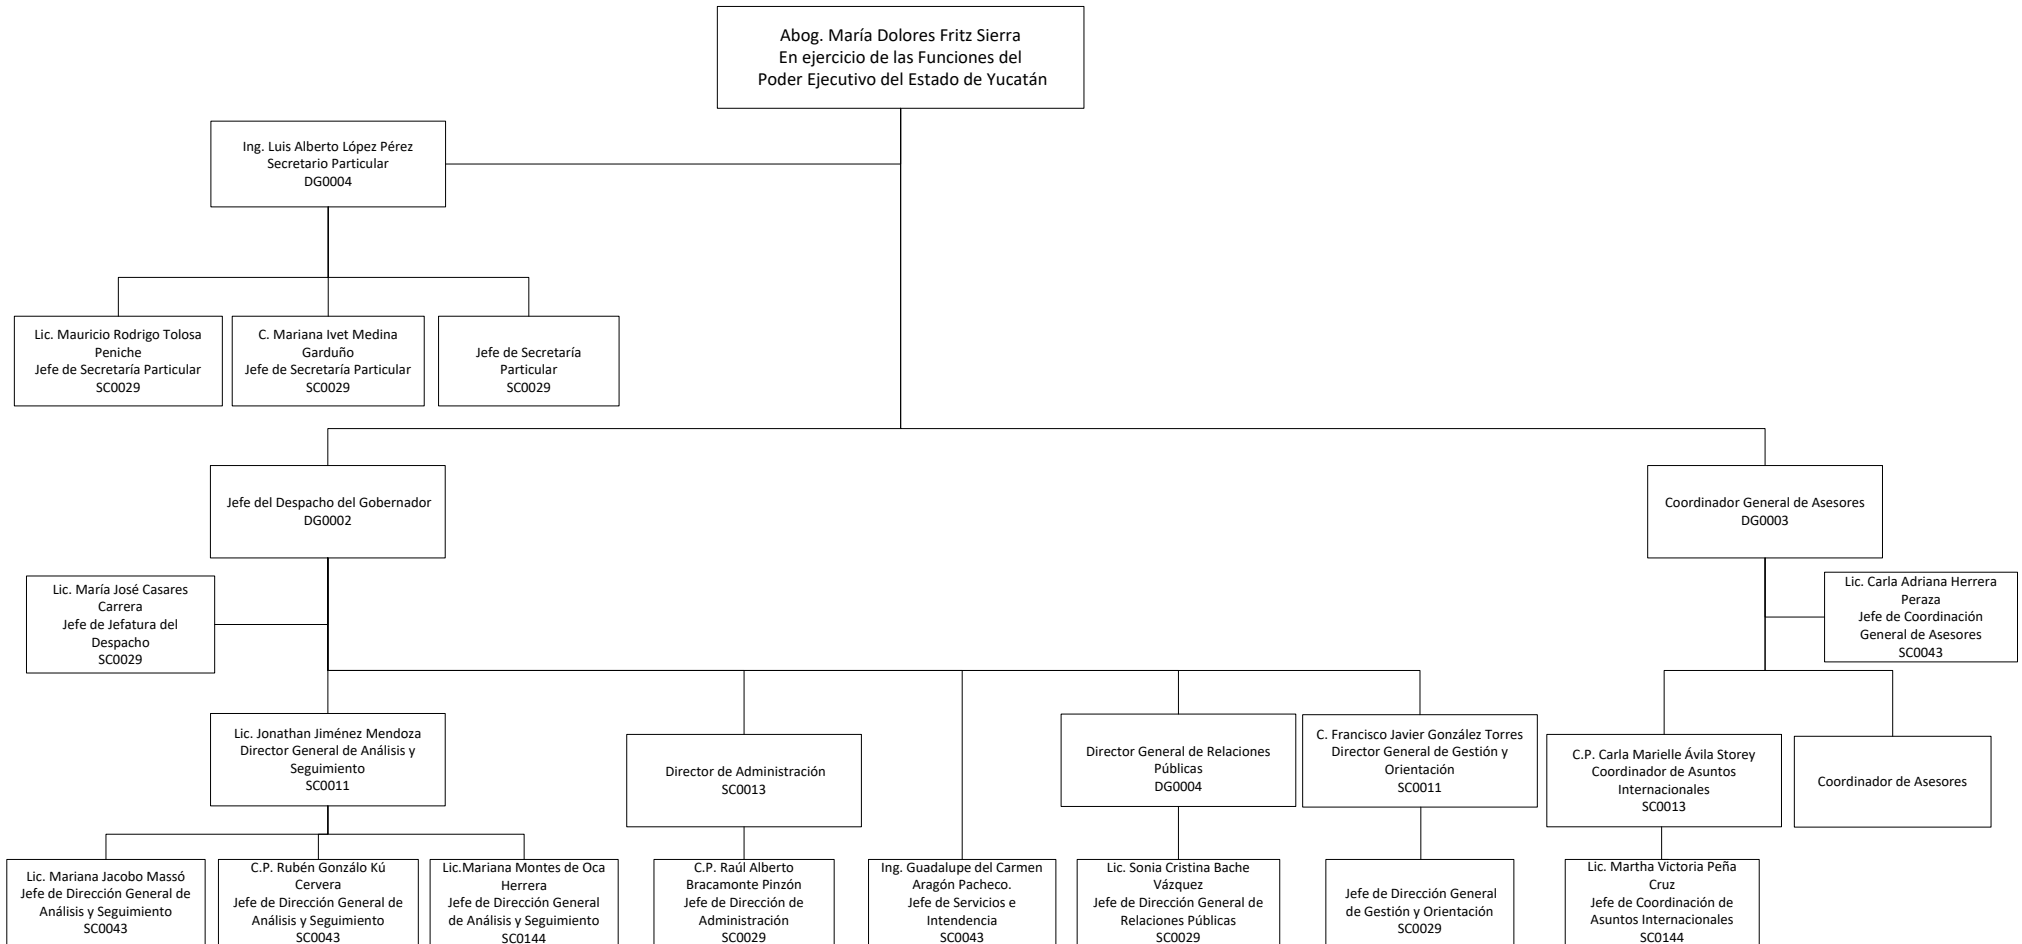 Abog. María Dolores Fritz Sierra
En ejercicio de las Funciones del
Poder Ejecutivo del Estado de Yucatán
Ing. Luis Alberto López Pérez
Secretario Particular
DG0004
Lic. Mauricio Rodrigo Tolosa
Peniche
Jefe de Secretaría Particular
SC0029
C. Mariana Ivet Medina
Garduño
Jefe de Secretaría Particular
SC0029
Jefe de Secretaría
Particular
SC0029
Jefe del Despacho del Gobernador
DG0002
Coordinador General de Asesores
DG0003
Lic. María José Casares
Carrera
Jefe de Jefatura del
Despacho
SC0029
Lic. Carla Adriana Herrera
Peraza
Jefe de Coordinación
General de Asesores
SC0043
Lic. Jonathan Jiménez Mendoza
Director General de Análisis y
Seguimiento
SC0011
Director de Administración
SC0013
Director General de Relaciones
Públicas
DG0004
C. Francisco Javier González Torres
Director General de Gestión y
Orientación
SC0011
C.P. Carla Marielle Ávila Storey
Coordinador de Asuntos
Internacionales
SC0013
Coordinador de Asesores
Lic. Mariana Jacobo Massó
Jefe de Dirección General de
Análisis y Seguimiento
SC0043
C.P. Rubén Gonzálo Kú
Cervera
Jefe de Dirección General de
Análisis y Seguimiento
SC0043
Lic.Mariana Montes de Oca
Herrera
Jefe de Dirección General
de Análisis y Seguimiento
SC0144
C.P. Raúl Alberto
Bracamonte Pinzón
Jefe de Dirección de
Administración
SC0029
Ing. Guadalupe del Carmen
Aragón Pacheco.
Jefe de Servicios e
Intendencia
SC0043
Lic. Sonia Cristina Bache
Vázquez
Jefe de Dirección General de
Relaciones Públicas
SC0029
Jefe de Dirección General
de Gestión y Orientación
SC0029
Lic. Martha Victoria Peña
Cruz
Jefe de Coordinación de
Asuntos Internacionales
SC0144